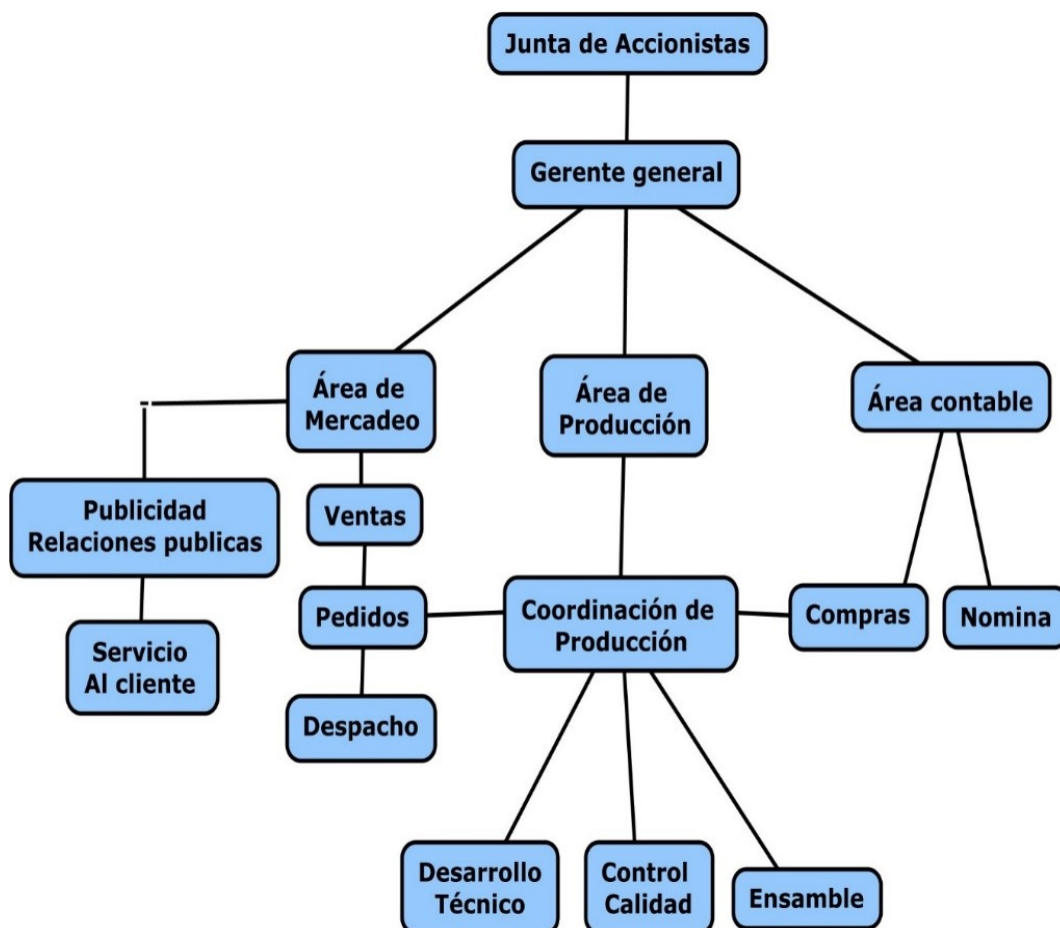 Junta de Accionistas
Gerente general
Área de
Mercadeo
Área de
Producción
Área contable
Publicidad
Relaciones publicas
Ventas
Pedidos
Coordinación de
Producción
Compras
Nomina
Servicio
Al cliente
Despacho
Desarrollo
Técnico
Control
Calidad
Ensamble